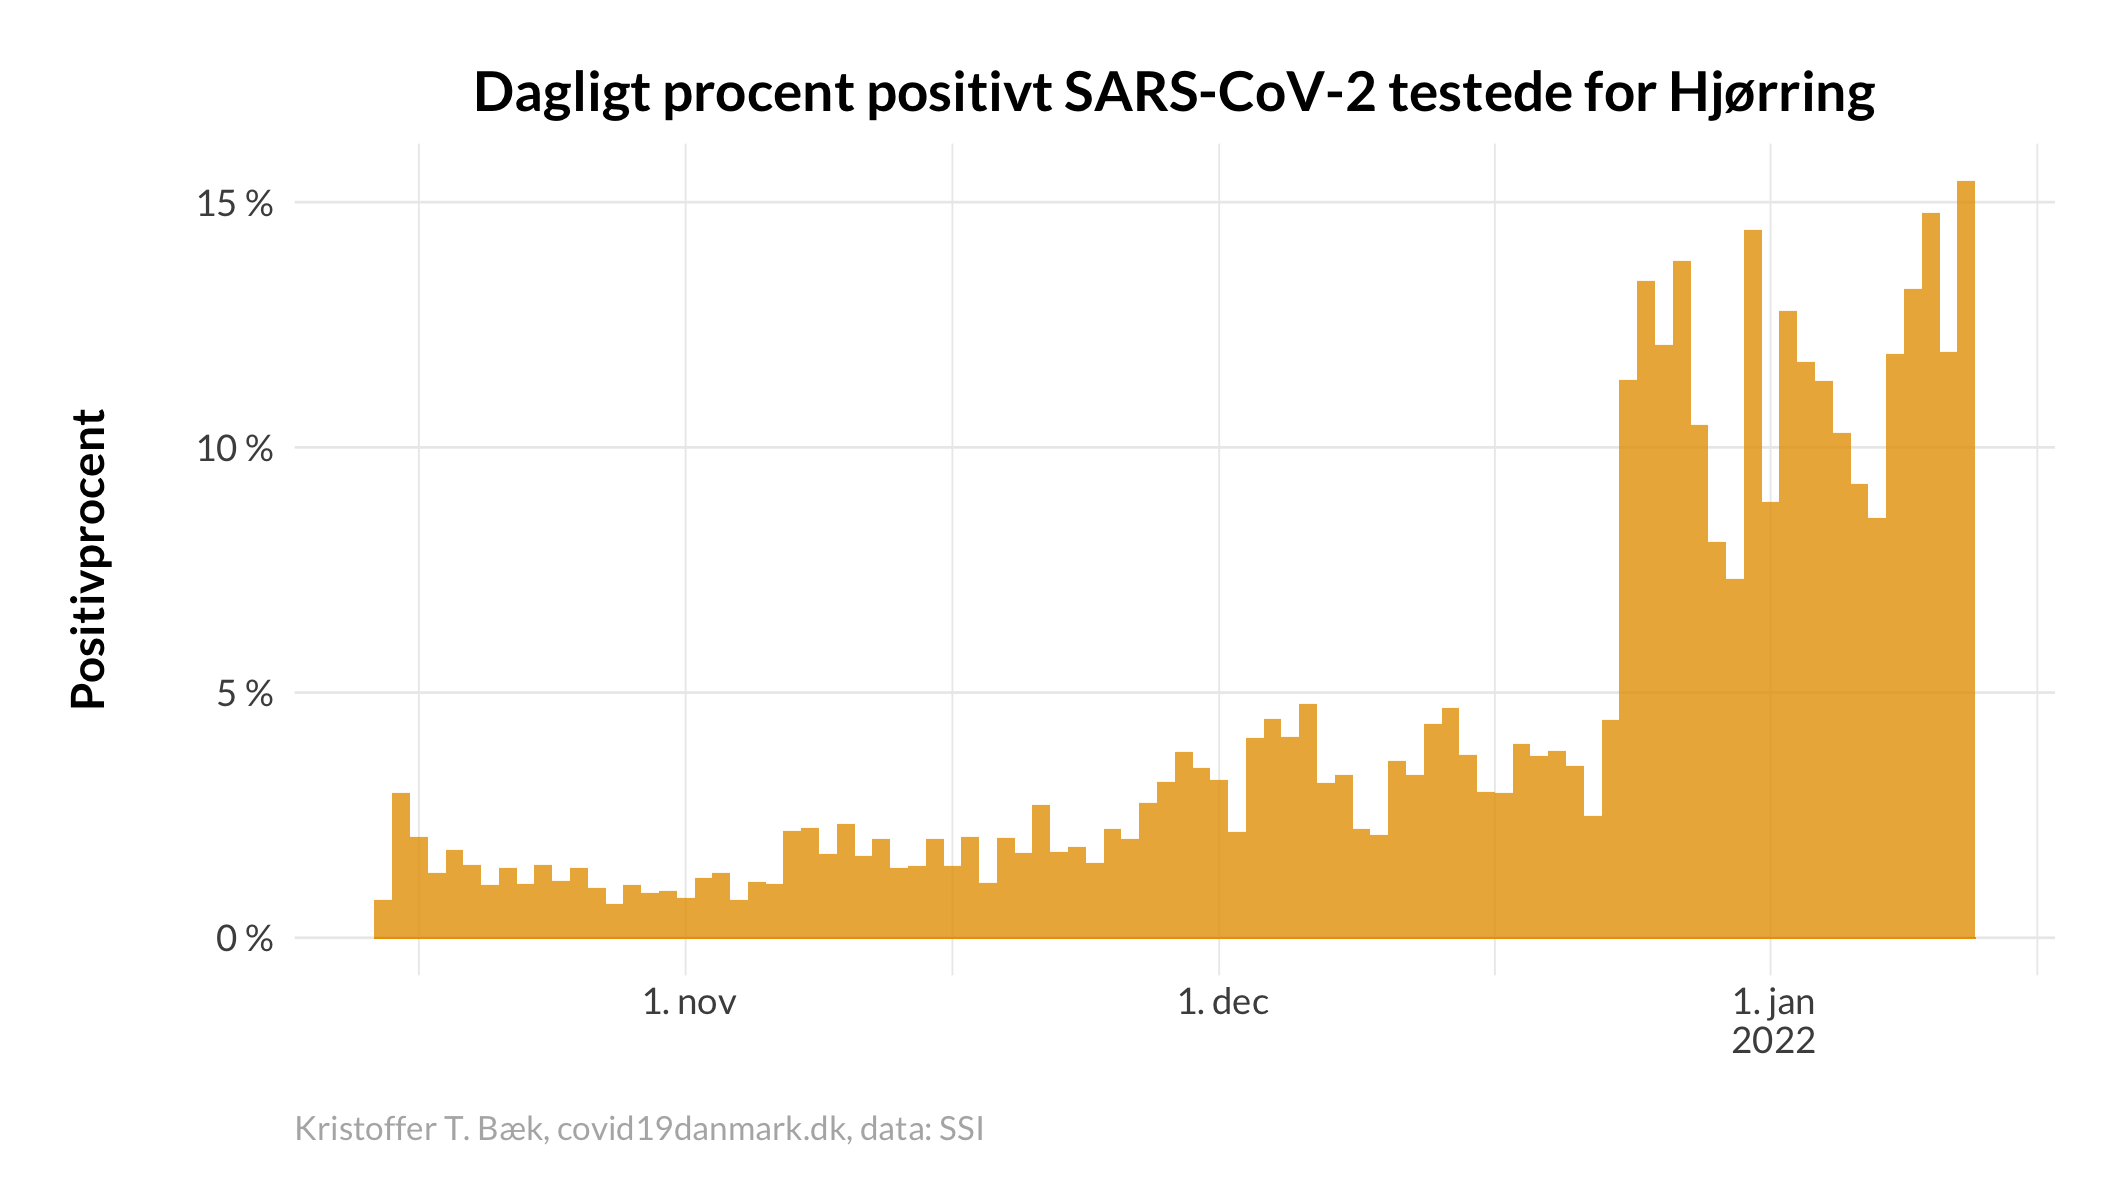 Dagligt procent positivt SARS-CoV-2 testede for Hjørring
Positivprocent
15 %
10 %
5 %
0 %
1. nov
1. dec
1. jan
2022
Kristoffer T. Bæk, covid19danmark.dk, data: SSI